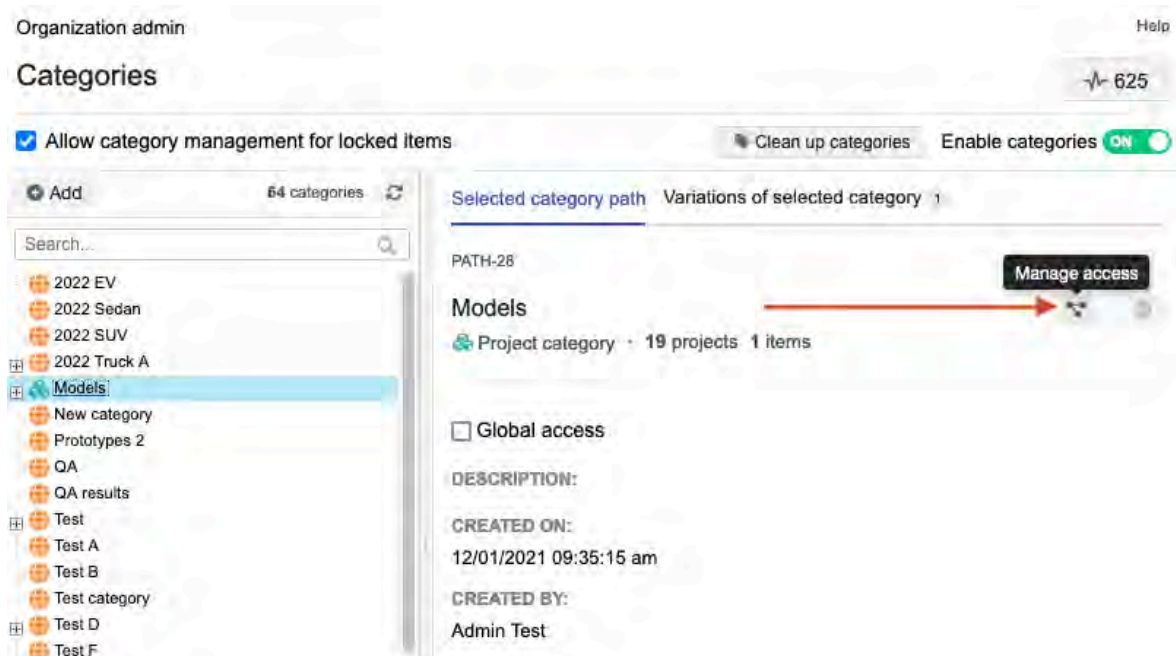 Organization admin
Help
Categories
625
Allow category management for locked items
Clean up categories
Enable categories ON
Add
64 categories
Search...
2022 EV
2022 Sedan
2022 SUV
2022 Truck A
Models
New category
Prototypes 2
QA
QA results
Test
Test A
Test B
Test category
Test D
Test F
Selected category path
Variations of selected category 1
PATH-28
Manage access
Models
Project category · 19 projects 1 items
Global access
DESCRIPTION:
CREATED ON:
12/01/2021 09:35:15 am
CREATED BY:
Admin Test